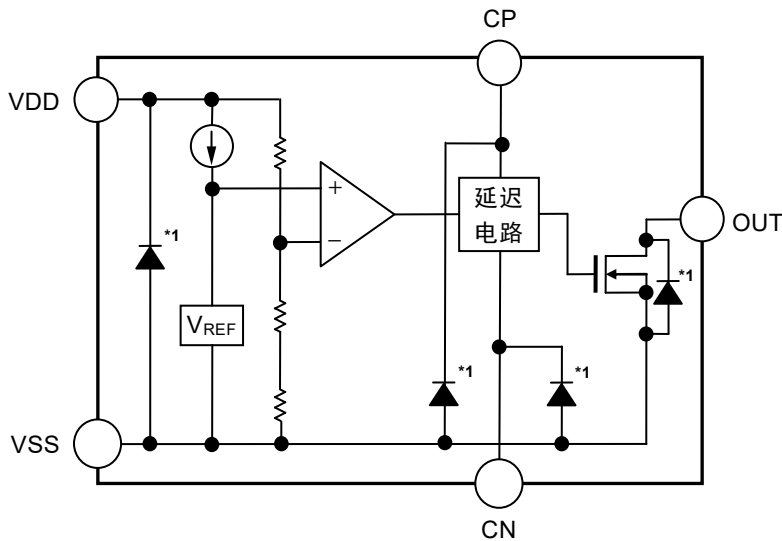 CP
VDD
*1
+
−
延迟
电路
OUT
*1
VREF
*1
*1
VSS
CN